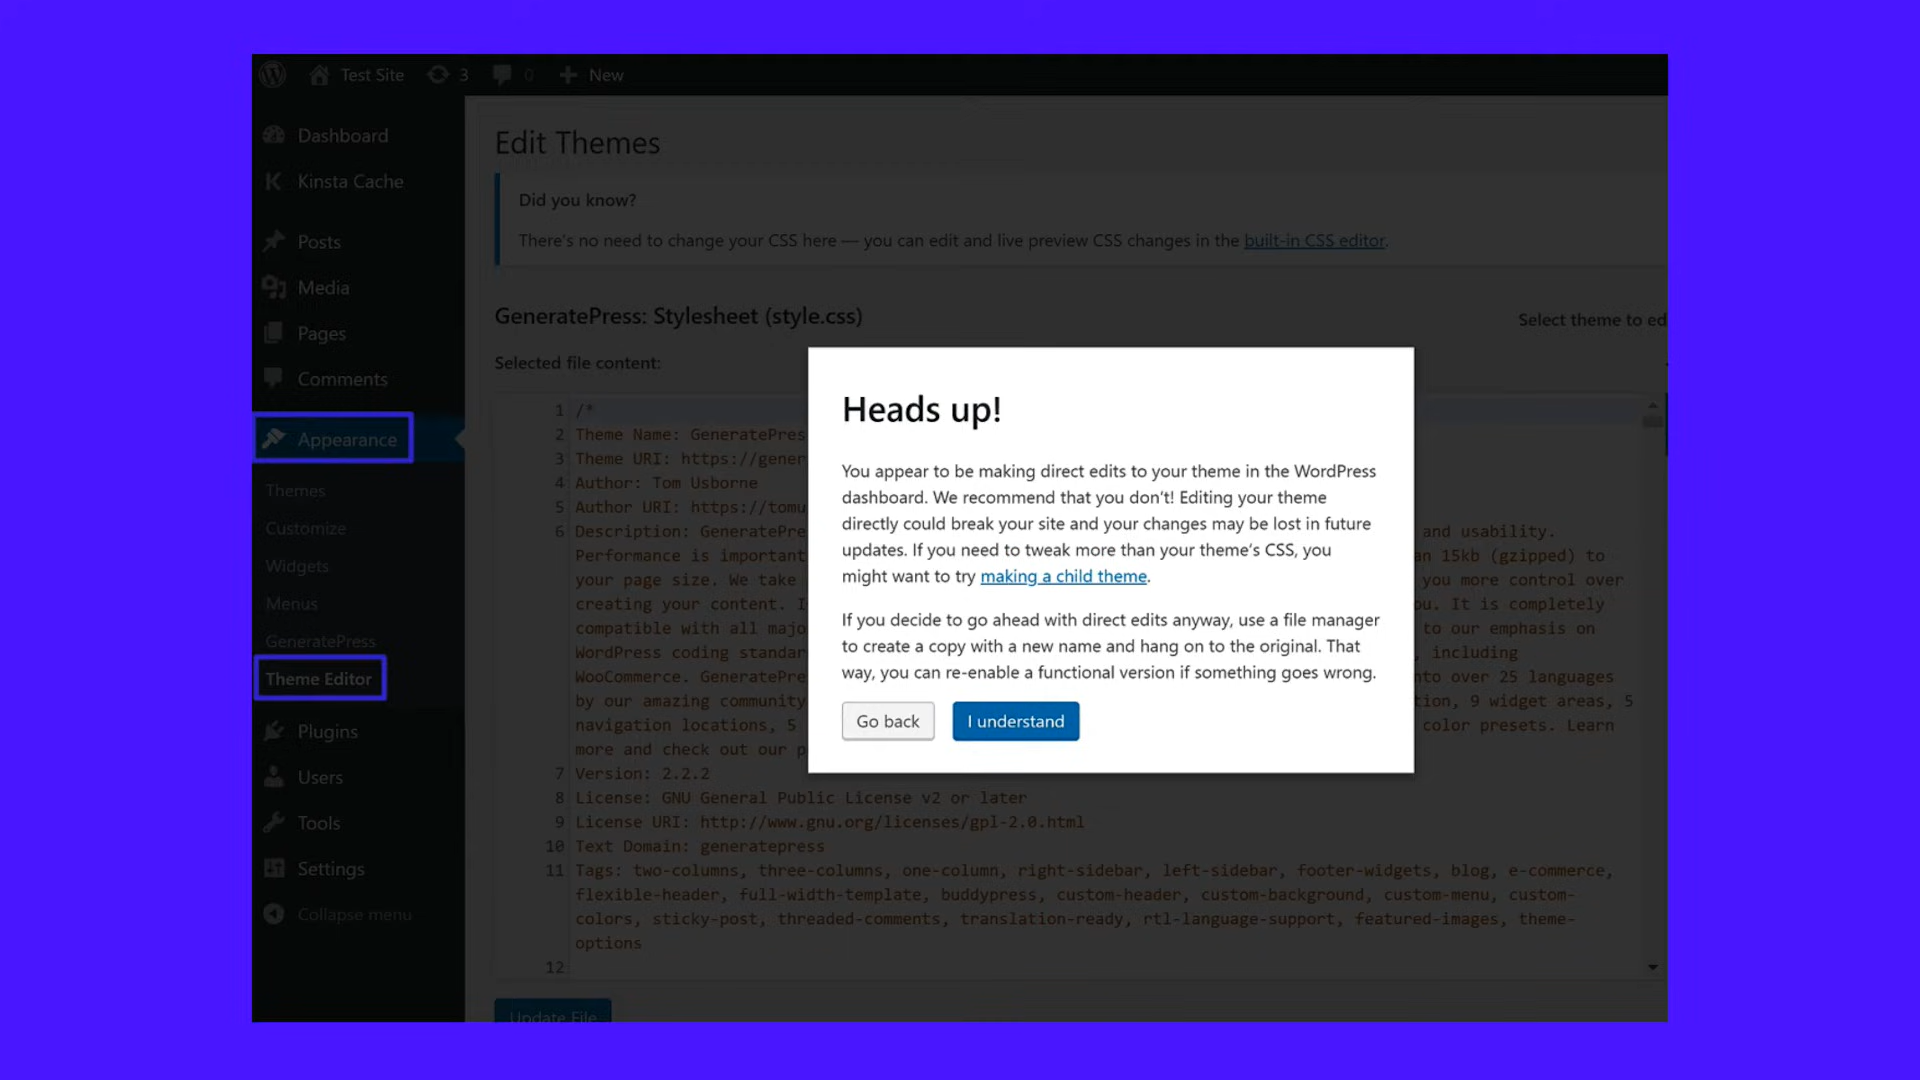 Test Site 3 0 New
Dashboard
Kinsta Cache
Posts
Media
Pages
Comments
Appearance
Themes
Customize
Widgets
Menus
GeneratePress
Theme Editor
Plugins
Users
Tools
Settings
Collapse menu
Edit Themes
Did you know?
There's no need to change your CSS here — you can edit and live preview CSS changes in the built-in CSS editor.
GeneratePress: Stylesheet (style.css)
Select theme to ed
Selected file content:
1 /*
2 Theme Name: GeneratePres
3 Theme URI: https://gener
4 Author: Tom Usborne
5 Author URI: https://tomu
6 Description: GeneratePre and usability.
Performance is important an 15kb (gzipped) to
your page size. We take you more control over
creating your content. I ou. It is completely
compatible with all majo to our emphasis on
WordPress coding standar , including
WooCommerce. GeneratePre nto over 25 languages
by our amazing community tion, 9 widget areas, 5
navigation locations, 5 color presets. Learn
more and check out our p
7 Version: 2.2.2
8 License: GNU General Public License v2 or later
9 License URI: http://www.gnu.org/licenses/gpl-2.0.html
10 Text Domain: generatepress
11 Tags: two-columns, three-columns, one-column, right-sidebar, left-sidebar, footer-widgets, blog, e-commerce,
flexible-header, full-width-template, buddypress, custom-header, custom-background, custom-menu, custom-
colors, sticky-post, threaded-comments, translation-ready, rtl-language-support, featured-images, theme-
options
12
Update File
Heads up!
You appear to be making direct edits to your theme in the WordPress
dashboard. We recommend that you don't! Editing your theme
directly could break your site and your changes may be lost in future
updates. If you need to tweak more than your theme's CSS, you
might want to try making a child theme.
If you decide to go ahead with direct edits anyway, use a file manager
to create a copy with a new name and hang on to the original. That
way, you can re-enable a functional version if something goes wrong.
Go back I understand